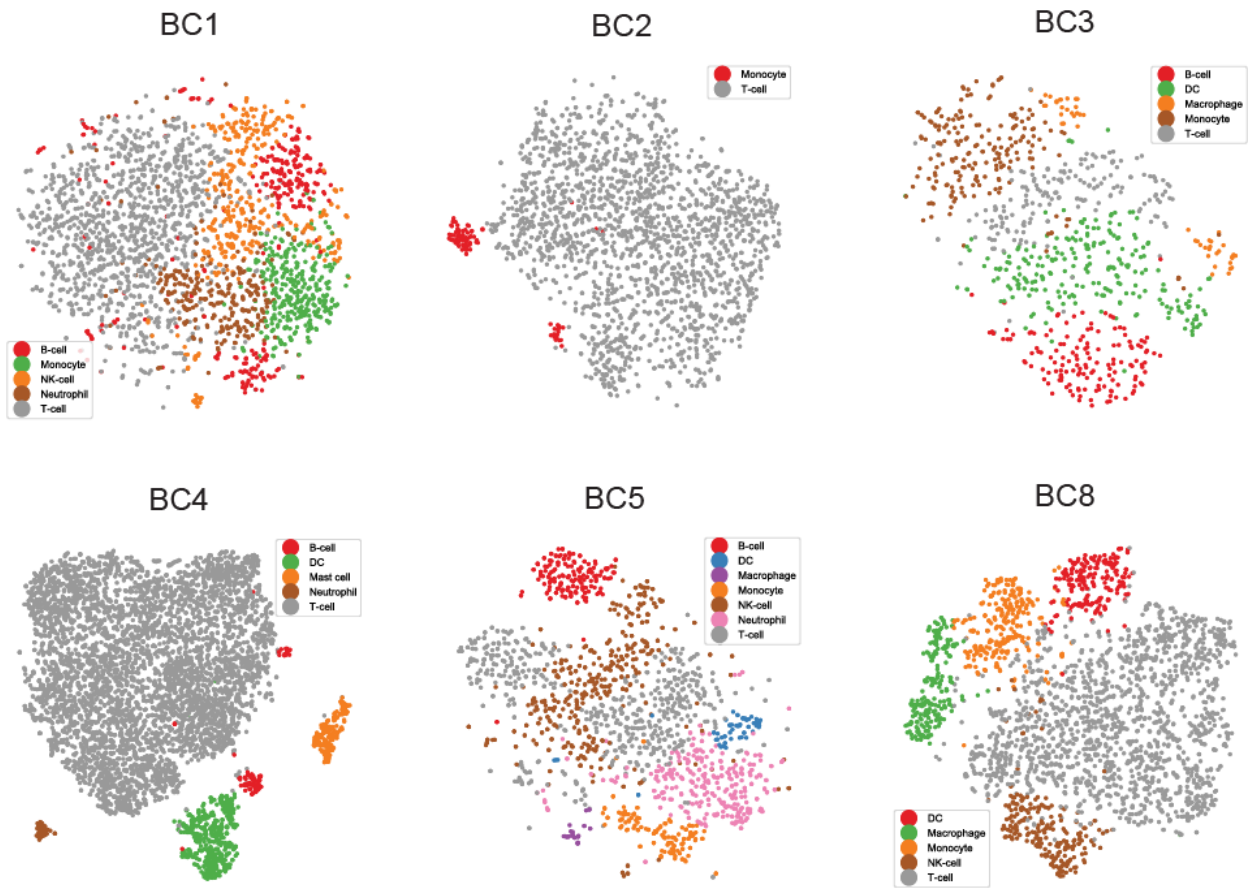 BC1
BC2
BC3
B-cell
Monocyte
NK-cell
Neutrophil
T-cell
Monocyte
T-cell
B-cell
DC
Macrophage
Monocyte
T-cell
BC4
BC5
BC8
B-cell
DC
Mast cell
Neutrophil
T-cell
B-cell
DC
Macrophage
Monocyte
NK-cell
Neutrophil
T-cell
DC
Macrophage
Monocyte
NK-cell
T-cell